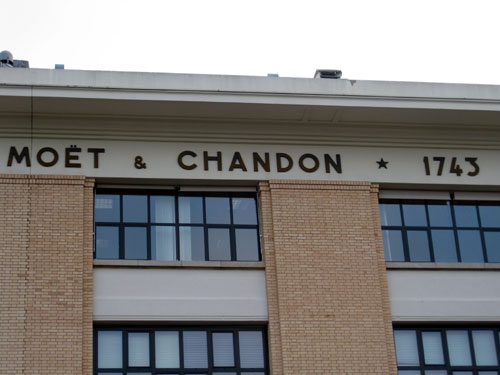 MOËT & CHANDON ★ 1743